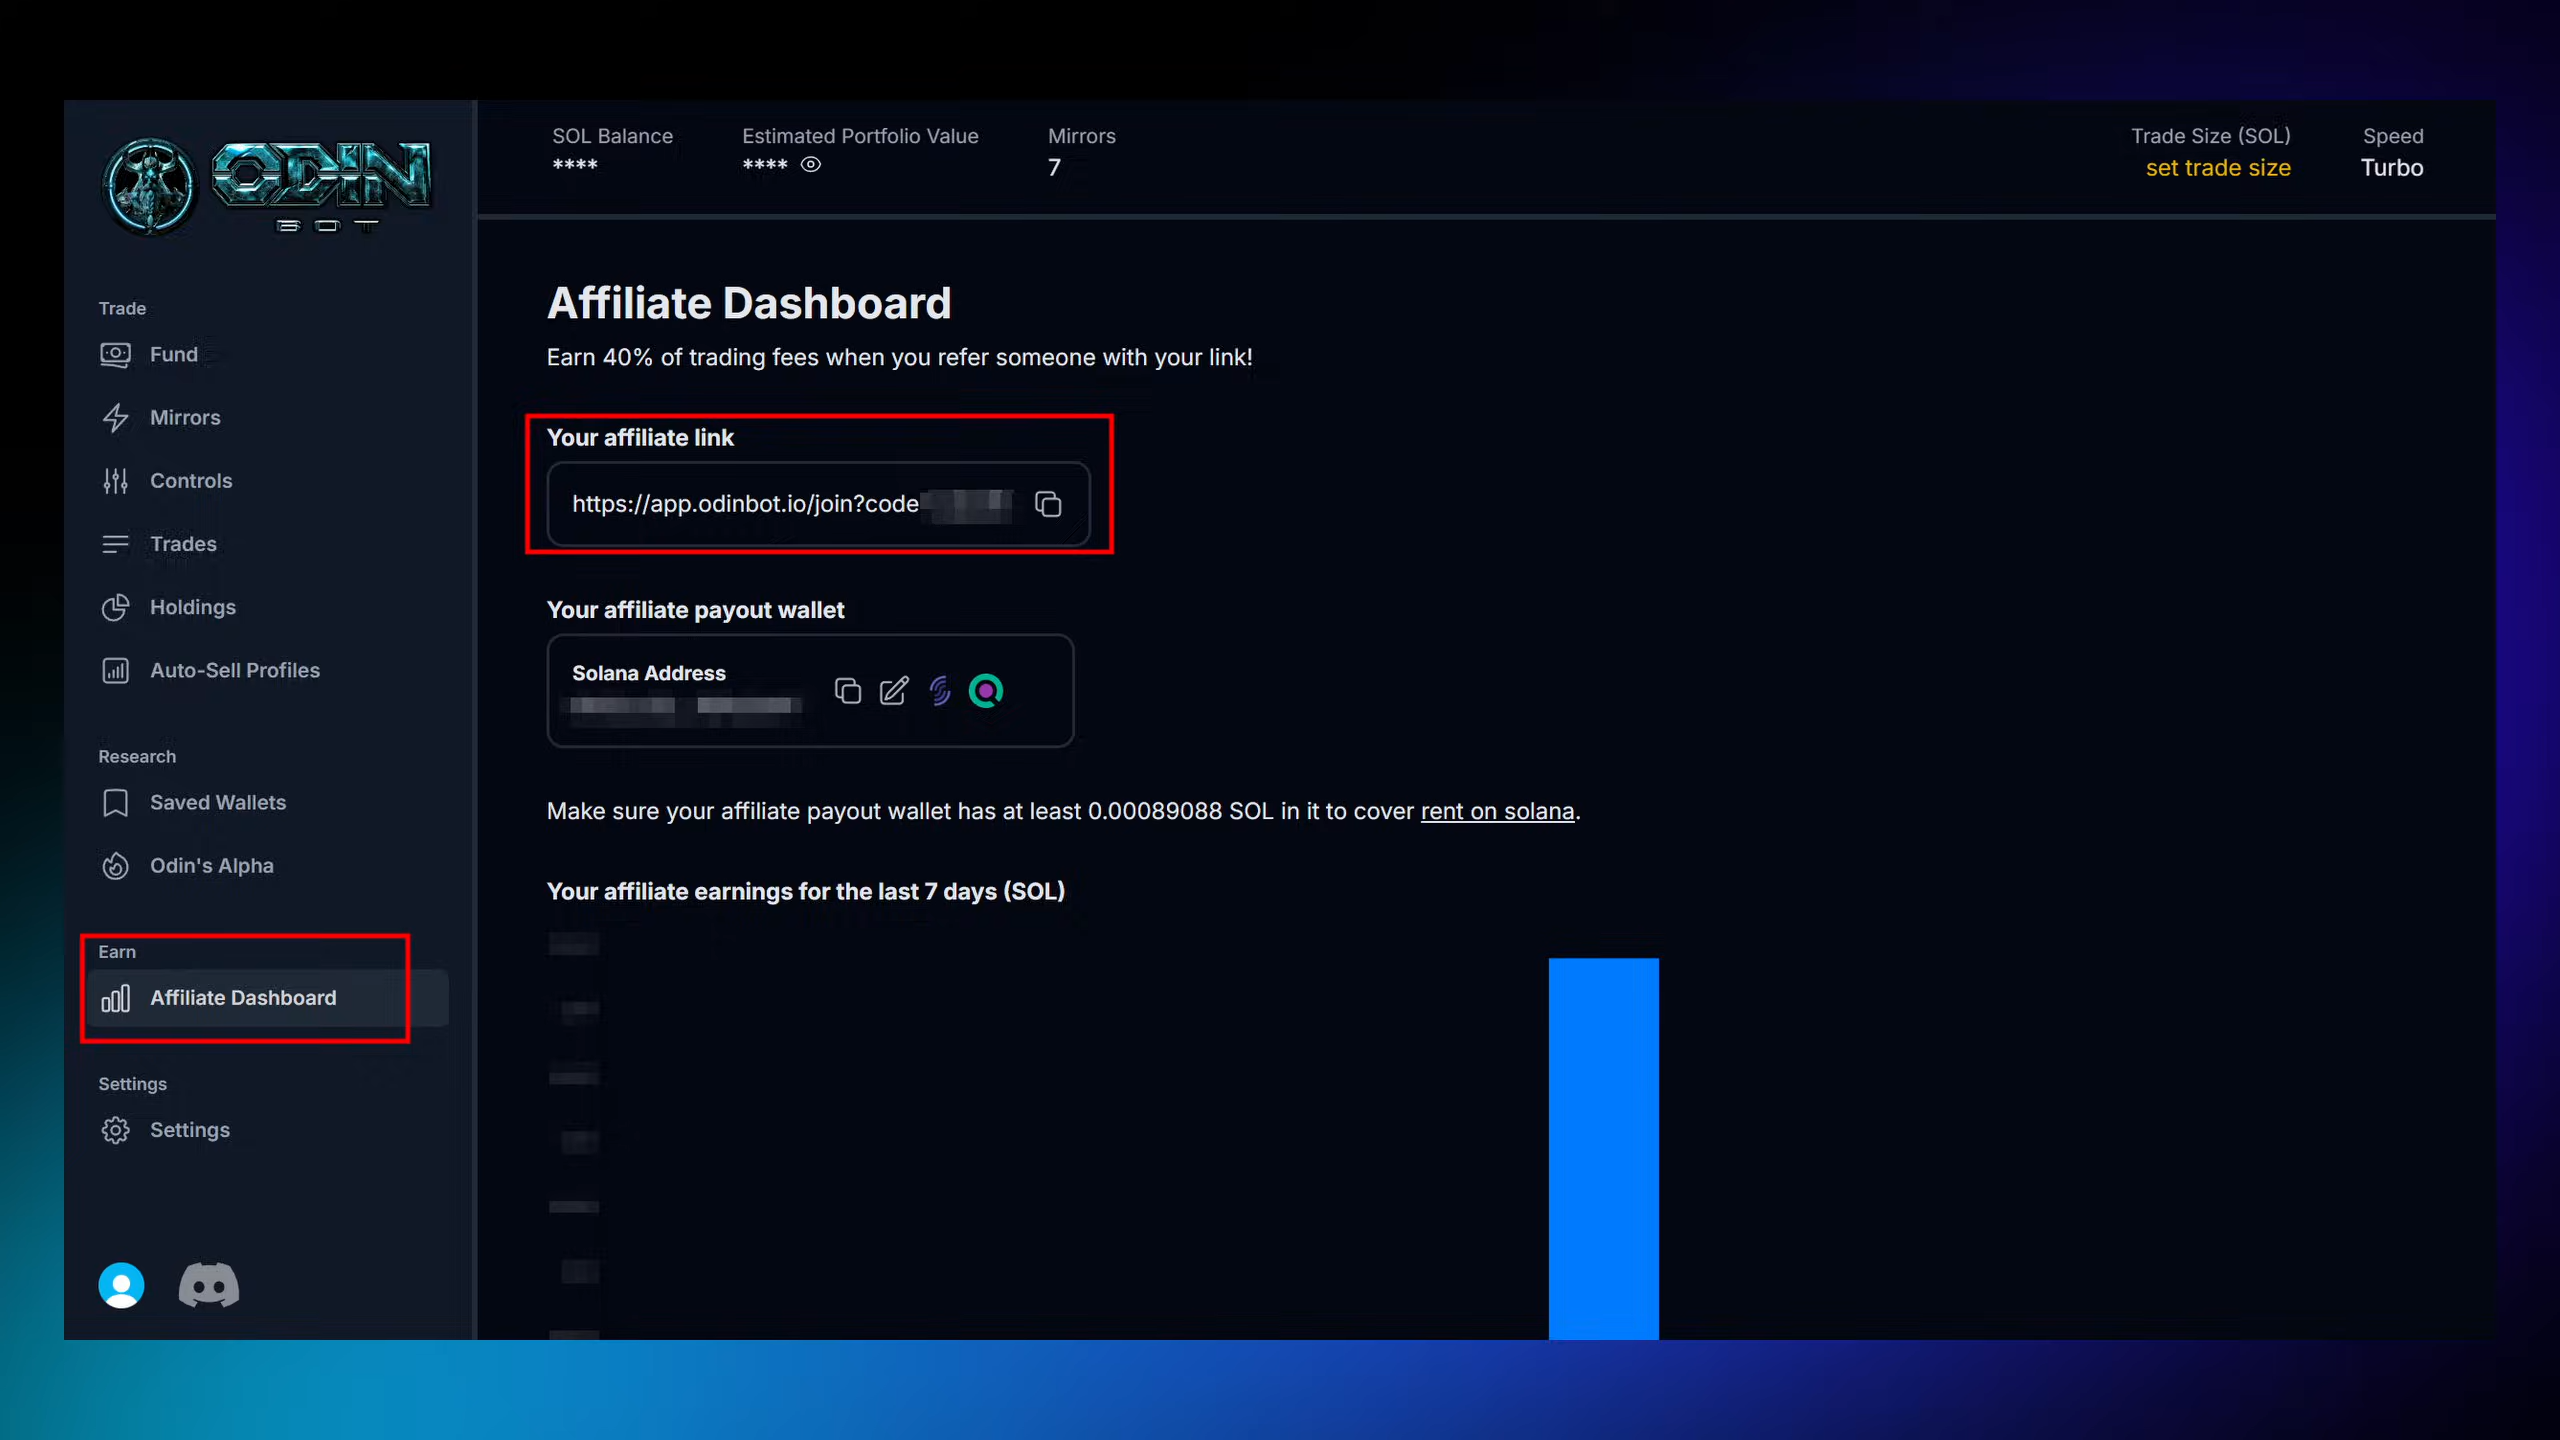 ODIN
BOT
SOL Balance
****
Estimated Portfolio Value
****
Mirrors
7
Trade Size (SOL)
set trade size
Speed
Turbo
Trade
Fund
Mirrors
Controls
Trades
Holdings
Auto-Sell Profiles
Research
Saved Wallets
Odin's Alpha
Earn
Affiliate Dashboard
Settings
Settings
Affiliate Dashboard
Earn 40% of trading fees when you refer someone with your link!
Your affiliate link
https://app.odinbot.io/join?code
Your affiliate payout wallet
Solana Address
Make sure your affiliate payout wallet has at least 0.00089088 SOL in it to cover rent on solana.
Your affiliate earnings for the last 7 days (SOL)